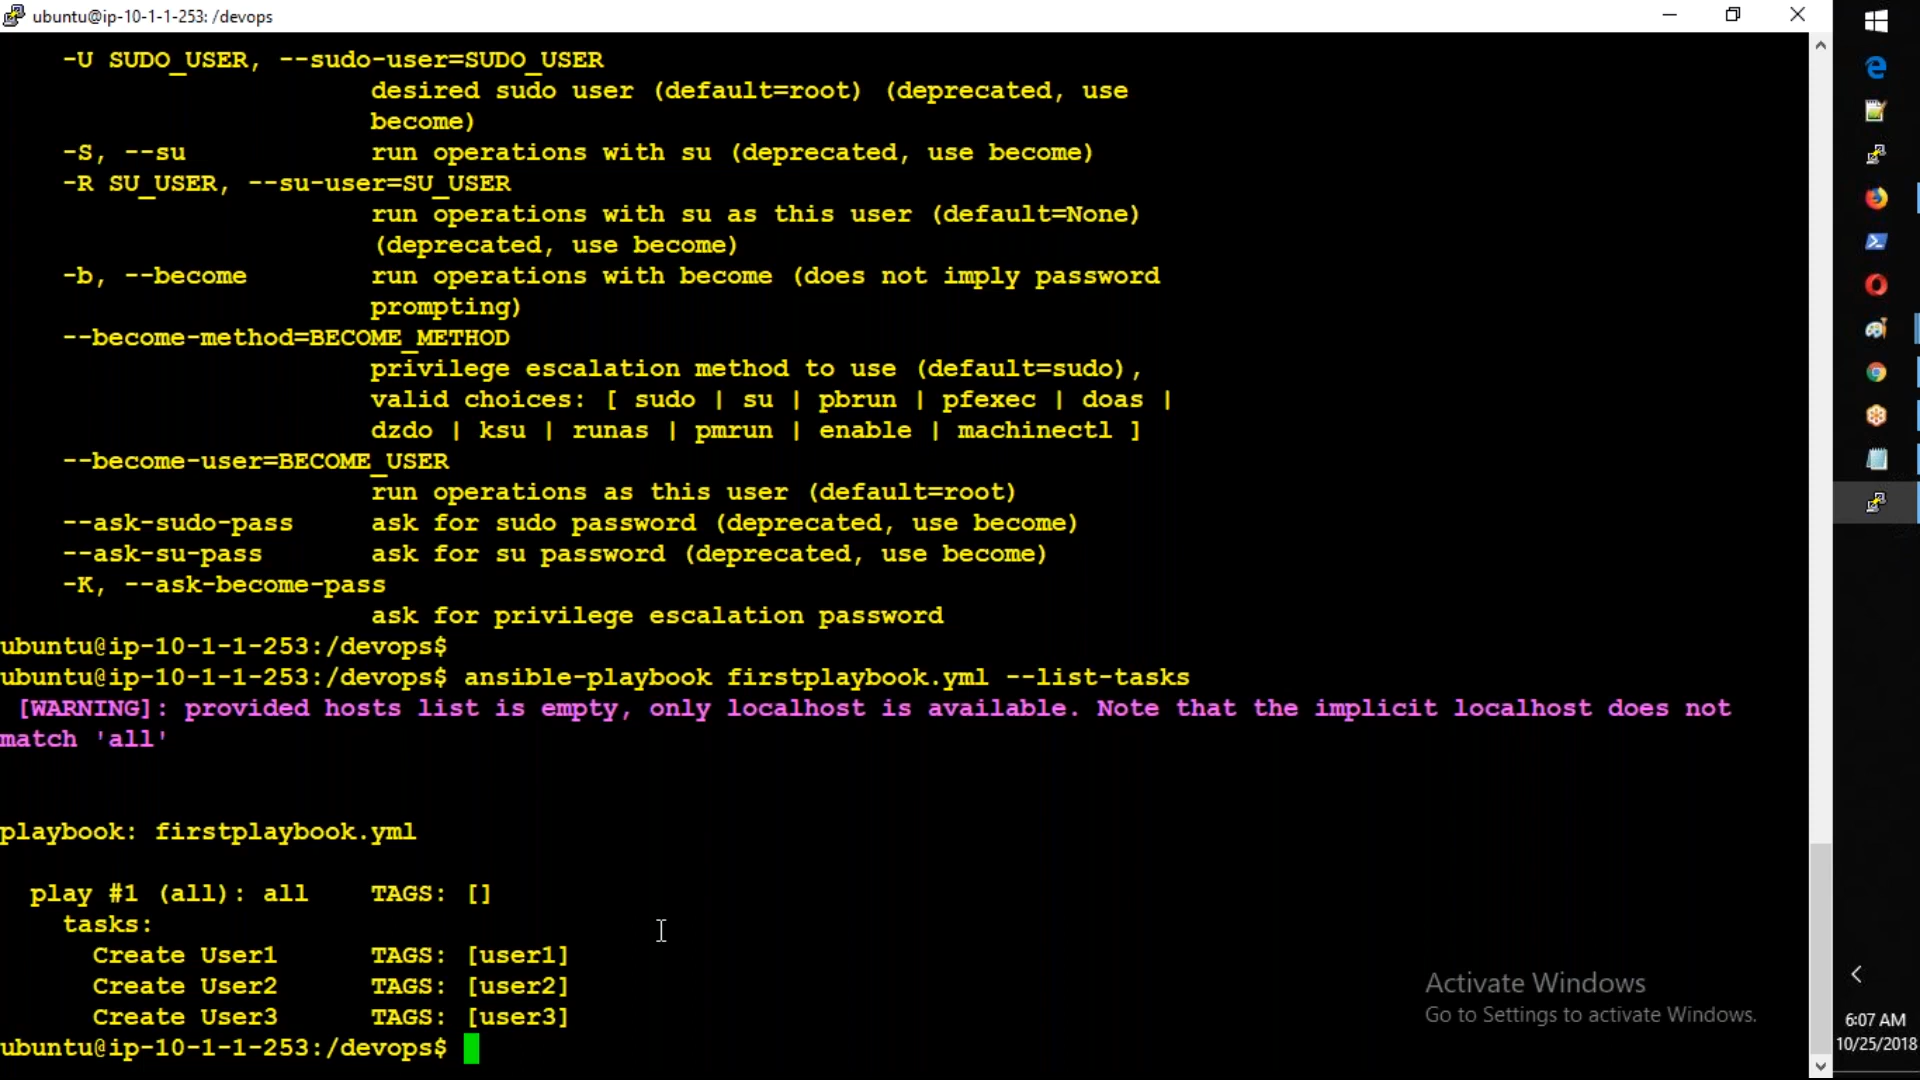 ubuntu@ip-10-1-1-253: /devops
-U SUDO_USER, --sudo-user=SUDO_USER
desired sudo user (default=root) (deprecated, use
become)
-S, --su run operations with su (deprecated, use become)
-R SU_USER, --su-user=SU_USER
run operations with su as this user (default=None)
(deprecated, use become)
-b, --become run operations with become (does not imply password
prompting)
--become-method=BECOME_METHOD
privilege escalation method to use (default=sudo),
valid choices: [ sudo | su | pbrun | pfexec | doas |
dzdo | ksu | runas | pmrun | enable | machinectl ]
--become-user=BECOME_USER
run operations as this user (default=root)
--ask-sudo-pass ask for sudo password (deprecated, use become)
--ask-su-pass ask for su password (deprecated, use become)
-K, --ask-become-pass
ask for privilege escalation password
ubuntu@ip-10-1-1-253:/devops$
ubuntu@ip-10-1-1-253:/devops$ ansible-playbook firstplaybook.yml --list-tasks
[WARNING]: provided hosts list is empty, only localhost is available. Note that the implicit localhost does not
match 'all'
playbook: firstplaybook.yml
play #1 (all): all TAGS: []
tasks:
Create User1 TAGS: [user1]
Create User2 TAGS: [user2]
Create User3 TAGS: [user3]
ubuntu@ip-10-1-1-253:/devops$
Activate Windows
Go to Settings to activate Windows.
6:07 AM
10/25/2018